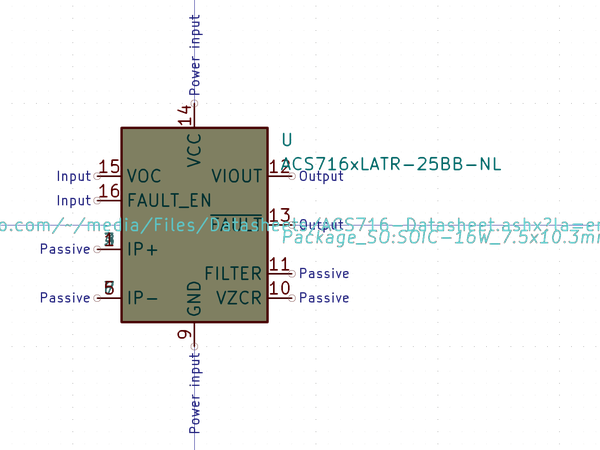 Power input
14
VCC
U
ACS716xLATR-25BB-NL
Input 15 VOC
VIOUT 12 Output
Input 16 FAULT_EN
o.com/~/media/Files/Datasheets/ACS716-Datasheet.ashx?la=en
FAULT 13 Output
Package_SO:SOIC-16W_7.5x10.3mm
Passive IP+
FILTER 11 Passive
Passive 5 IP-
VZCR 10 Passive
GND
9
Power input